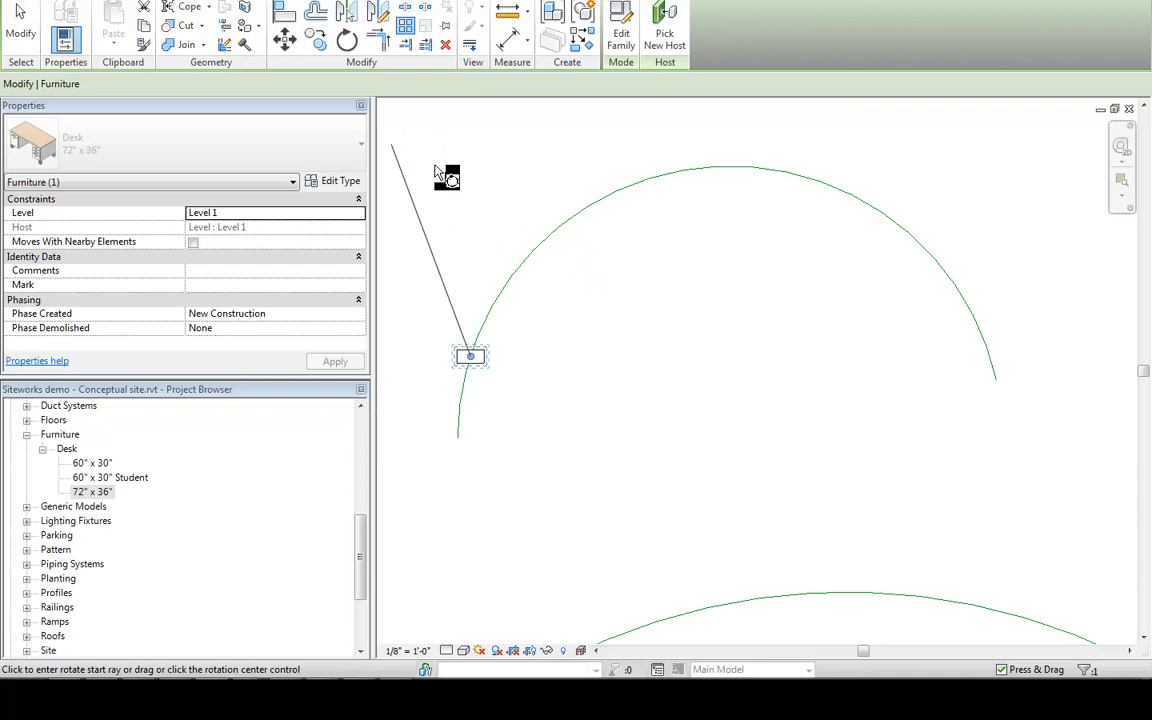 Cope
Cut
Join
Modify
Paste
Edit
Family
Pick
New Host
Select
Properties
Clipboard
Geometry
Modify
View
Measure
Create
Mode
Host
Modify | Furniture
Properties
Desk
72" x 36"
Furniture (1)
Edit Type
Constraints
Level
Level 1
Host
Level : Level 1
Moves With Nearby Elements
Identity Data
Comments
Mark
Phasing
Phase Created
New Construction
Phase Demolished
None
Properties help
Apply
Siteworks demo - Conceptual site.rvt - Project Browser
Duct Systems
Floors
Furniture
Desk
60" x 30"
60" x 30" Student
72" x 36"
Generic Models
Lighting Fixtures
Parking
Pattern
Piping Systems
Planting
Profiles
Railings
Ramps
Roofs
Site
2D
1/8" = 1'-0"
Click to enter rotate start ray or drag or click the rotation center control
:0
Main Model
Press & Drag
:1